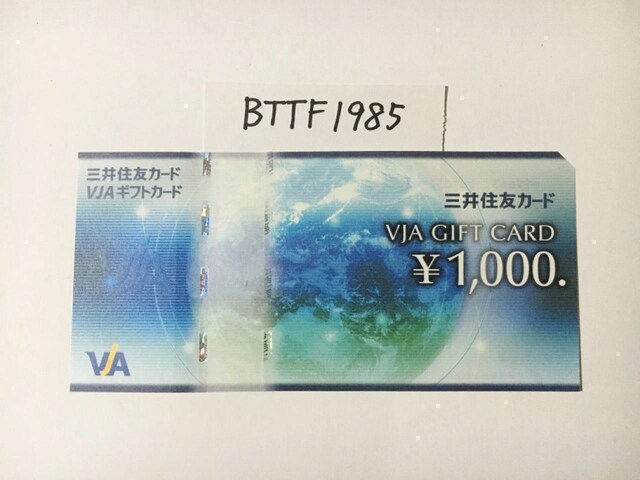 BTTF1985
三井住友カード
VJAギフトカード
VJA
三井住友カード
VJA GIFT CARD
¥1,000.